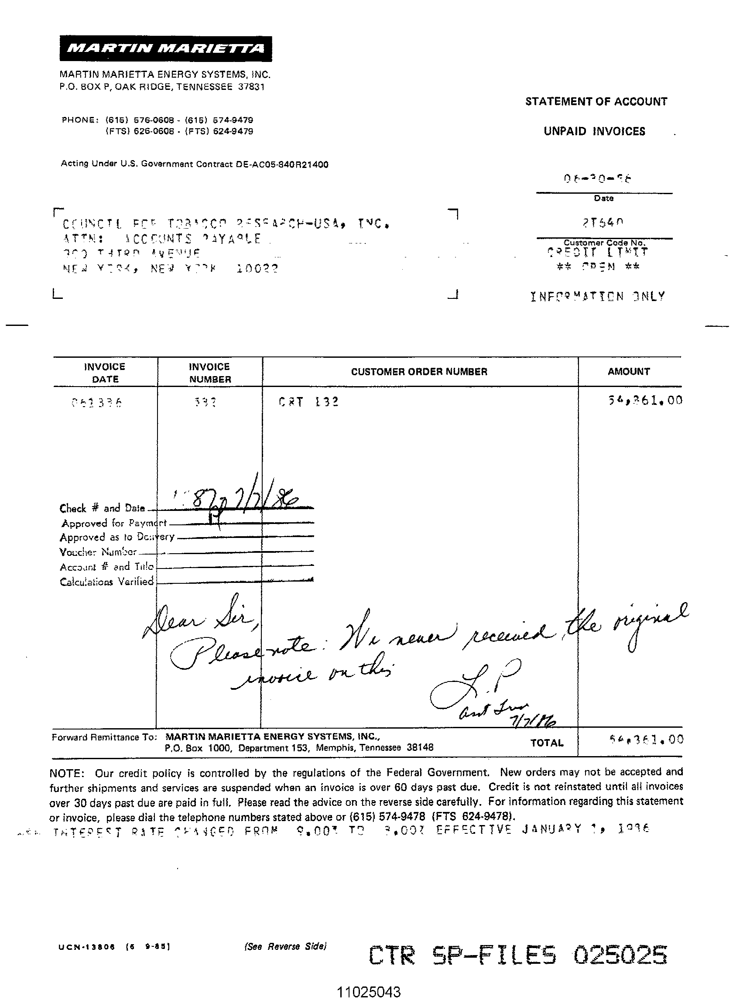 MARTIN MARIETTA
MARTIN MARIETTA ENERGY SYSTEMS, INC.
P.O. BOX P, OAK RIDGE, TENNESSEE 37831
STATEMENT OF ACCOUNT
PHONE: (615) 576-0608 - (615) 574-9479
(FTS) 626-0608 - (FTS) 624-9479
UNPAID INVOICES
Acting Under U.S. Government Contract DE-AC05-840R21400
Date
COUNCIL FOR TOBACCO RESEARCH-USA, INC.
ATTN: ACCOUNTS PAYABLE
900 THIRD AVENUE
NEW YORK, NEW YORK 10022
27640
Customer Code No.
CREDIT LIMIT
** OPEN **
INFORMATION ONLY
INVOICE DATE
INVOICE NUMBER
CUSTOMER ORDER NUMBER
AMOUNT
CRT 132
54,361.00
Check # and Date 7/7/86
Approved for Payment
Approved as to Delivery
Voucher Number
Account # and Title
Calculations Verified
Dear Sir,
Please note: We never received the original
invoice on this
L.P
7/7/86
Forward Remittance To: MARTIN MARIETTA ENERGY SYSTEMS, INC.,
P.O. Box 1000, Department 153, Memphis, Tennessee 38148
TOTAL
54,361.00
NOTE: Our credit policy is controlled by the regulations of the Federal Government. New orders may not be accepted and
further shipments and services are suspended when an invoice is over 60 days past due. Credit is not reinstated until all invoices
over 30 days past due are paid in full. Please read the advice on the reverse side carefully. For information regarding this statement
or invoice, please dial the telephone numbers stated above or (615) 574-9478 (FTS 624-9478).
INTEREST RATE CHANGED FROM 9.00% TO EFFECTIVE JANUARY 1, 1986
UCN-13806 (6 9-85)
(See Reverse Side)
CTR SP-FILES 025025
11025043